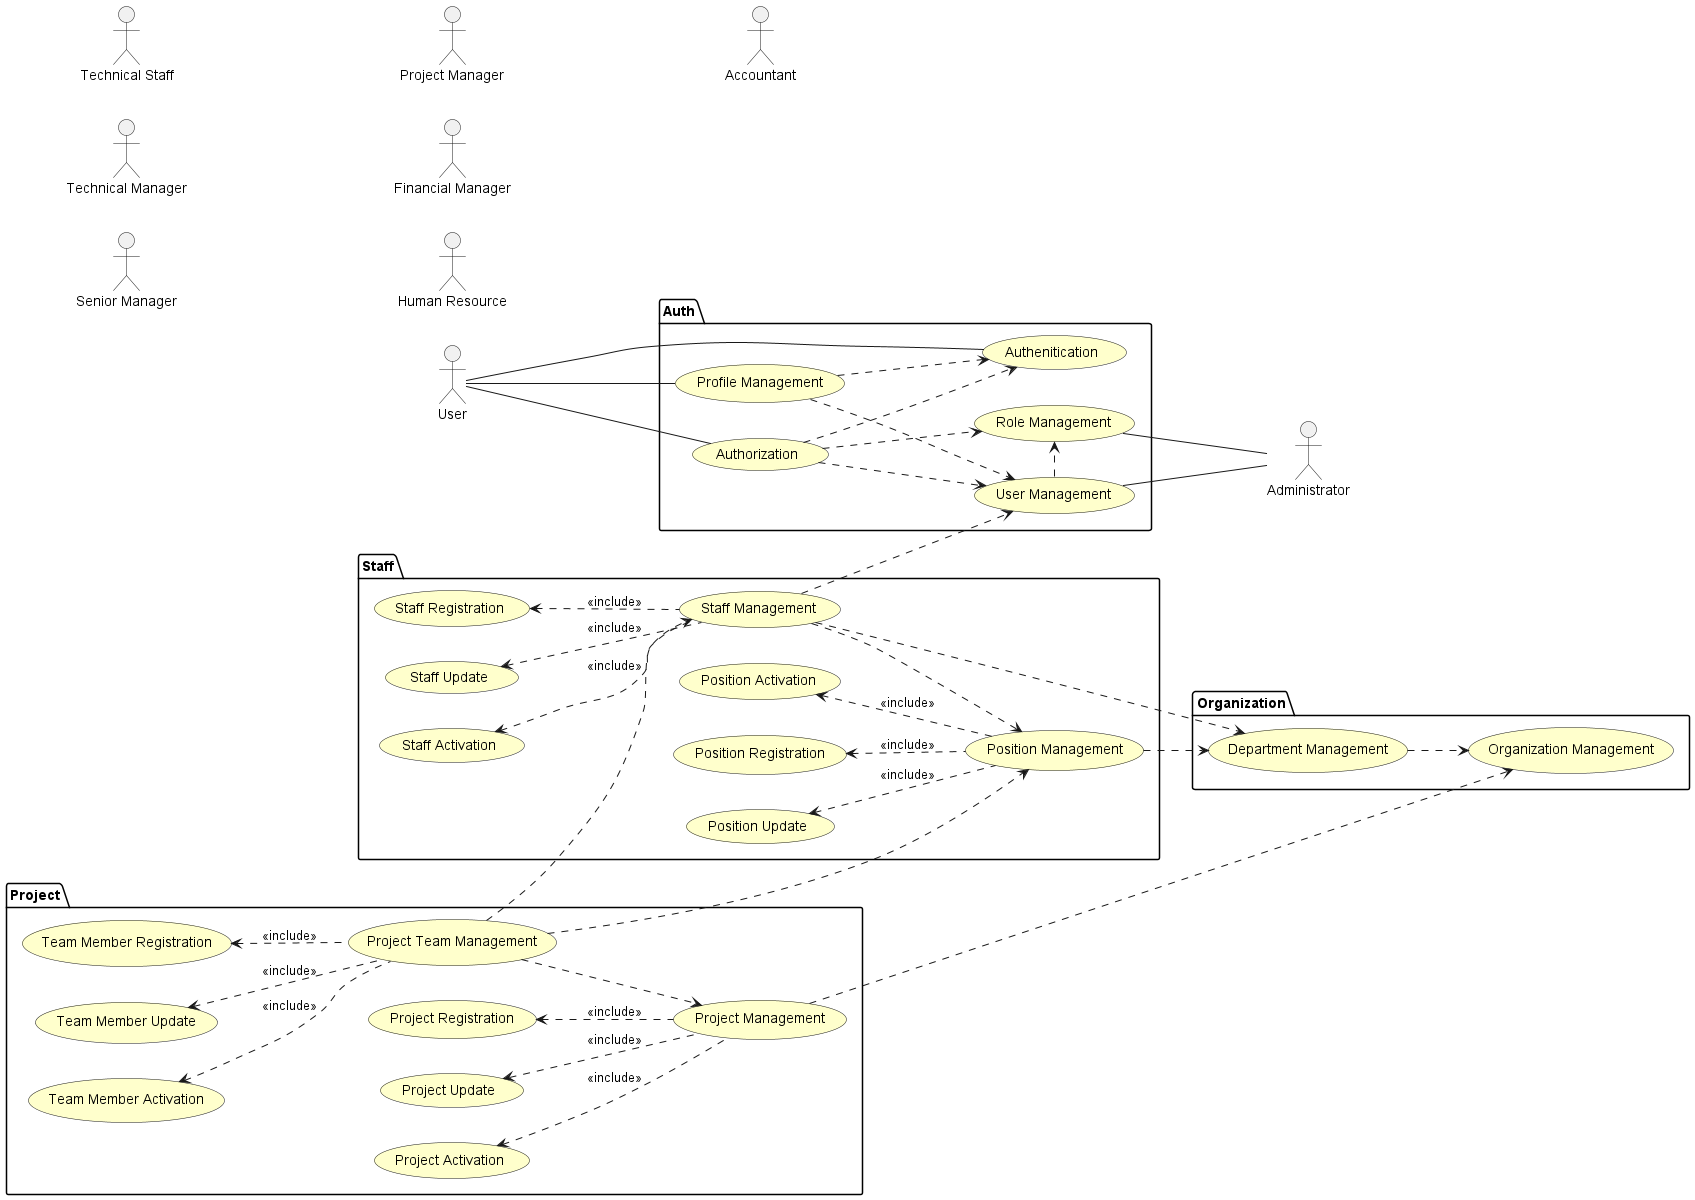 Technical Staff
Project Manager
Accountant
Technical Manager
Financial Manager
Senior Manager
Human Resource
User
Administrator
Auth
Authenitication
Profile Management
Role Management
Authorization
User Management
Staff
Staff Registration
«include»
Staff Management
«include»
Staff Update
«include»
Staff Activation
Position Activation
«include»
Position Registration
«include»
Position Management
«include»
Position Update
Organization
Department Management
Organization Management
Project
Team Member Registration
«include»
Project Team Management
«include»
Team Member Update
«include»
Team Member Activation
Project Registration
«include»
Project Management
«include»
Project Update
«include»
Project Activation